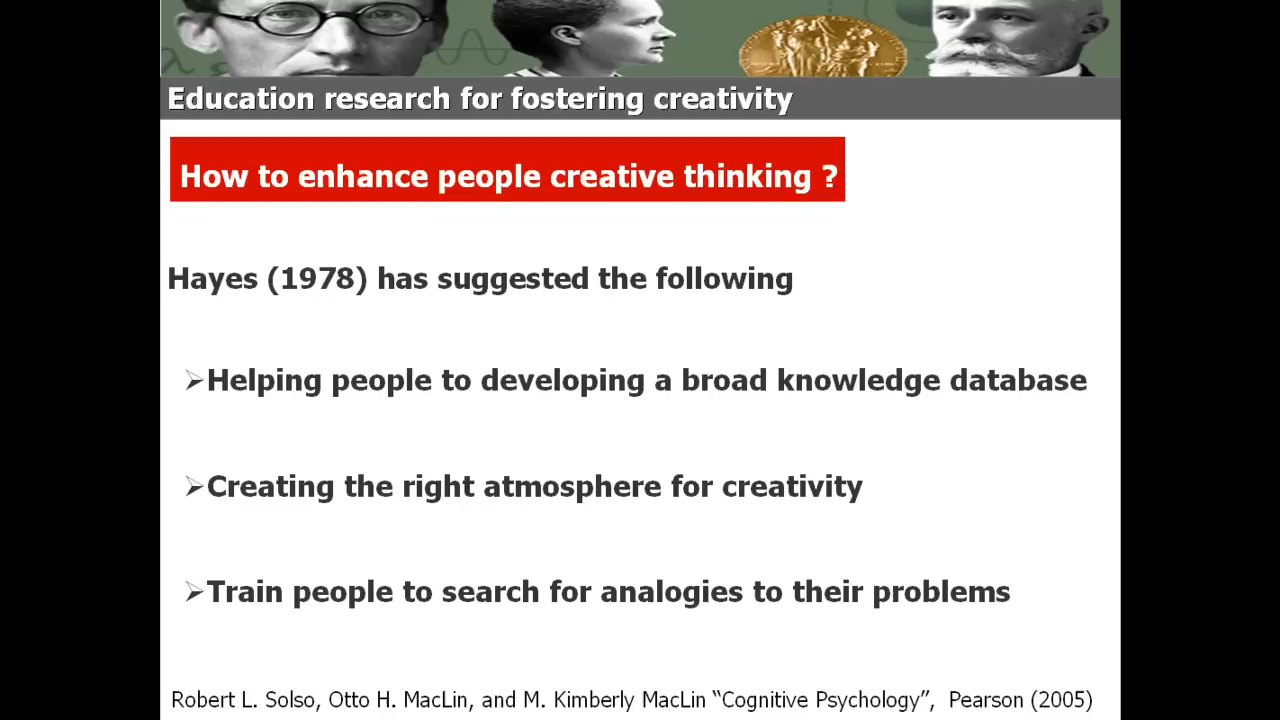 Education research for fostering creativity
How to enhance people creative thinking ?
Hayes (1978) has suggested the following
➢Helping people to developing a broad knowledge database
➢Creating the right atmosphere for creativity
➢Train people to search for analogies to their problems
Robert L. Solso, Otto H. MacLin, and M. Kimberly MacLin “Cognitive Psychology”, Pearson (2005)